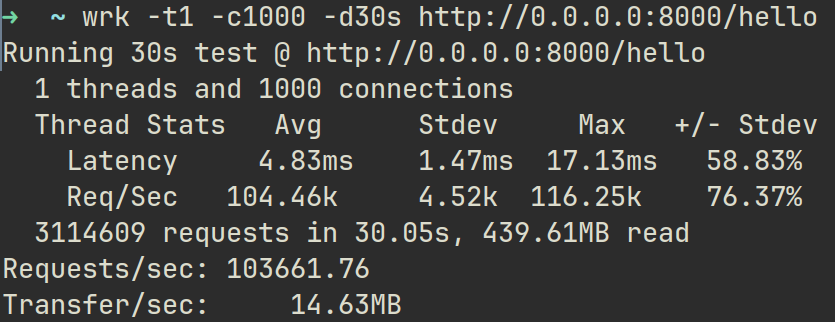 ➜  ~ wrk -t1 -c1000 -d30s http://0.0.0.0:8000/hello
Running 30s test @ http://0.0.0.0:8000/hello
  1 threads and 1000 connections
  Thread Stats   Avg      Stdev     Max   +/- Stdev
    Latency     4.83ms    1.47ms  17.13ms   58.83%
    Req/Sec   104.46k     4.52k  116.25k    76.37%
  3114609 requests in 30.05s, 439.61MB read
Requests/sec: 103661.76
Transfer/sec:     14.63MB